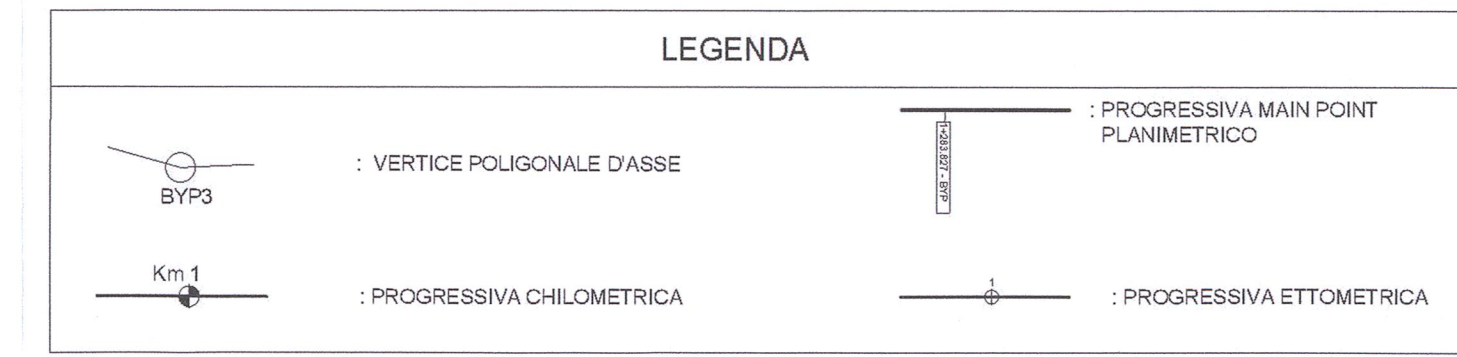 LEGENDA
BYP3
: VERTICE POLIGONALE D'ASSE
1+283.827 - BYP
: PROGRESSIVA MAIN POINT
PLANIMETRICO
Km 1
: PROGRESSIVA CHILOMETRICA
1
: PROGRESSIVA ETTOMETRICA